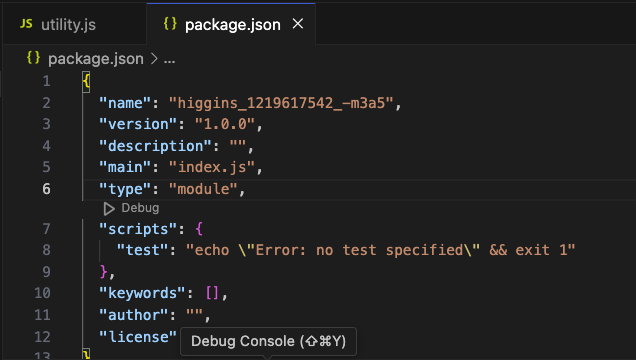 JS utility.js {} package.json ×
{} package.json > ...
1 {
2 "name": "higgins_1219617542_-m3a5",
3 "version": "1.0.0",
4 "description": "",
5 "main": "index.js",
6 "type": "module",
Debug
7 "scripts": {
8 "test": "echo \"Error: no test specified\" && exit 1"
9 },
10 "keywords": [],
11 "author": "",
12 "license"
Debug Console (⇧⌘Y)
13 }